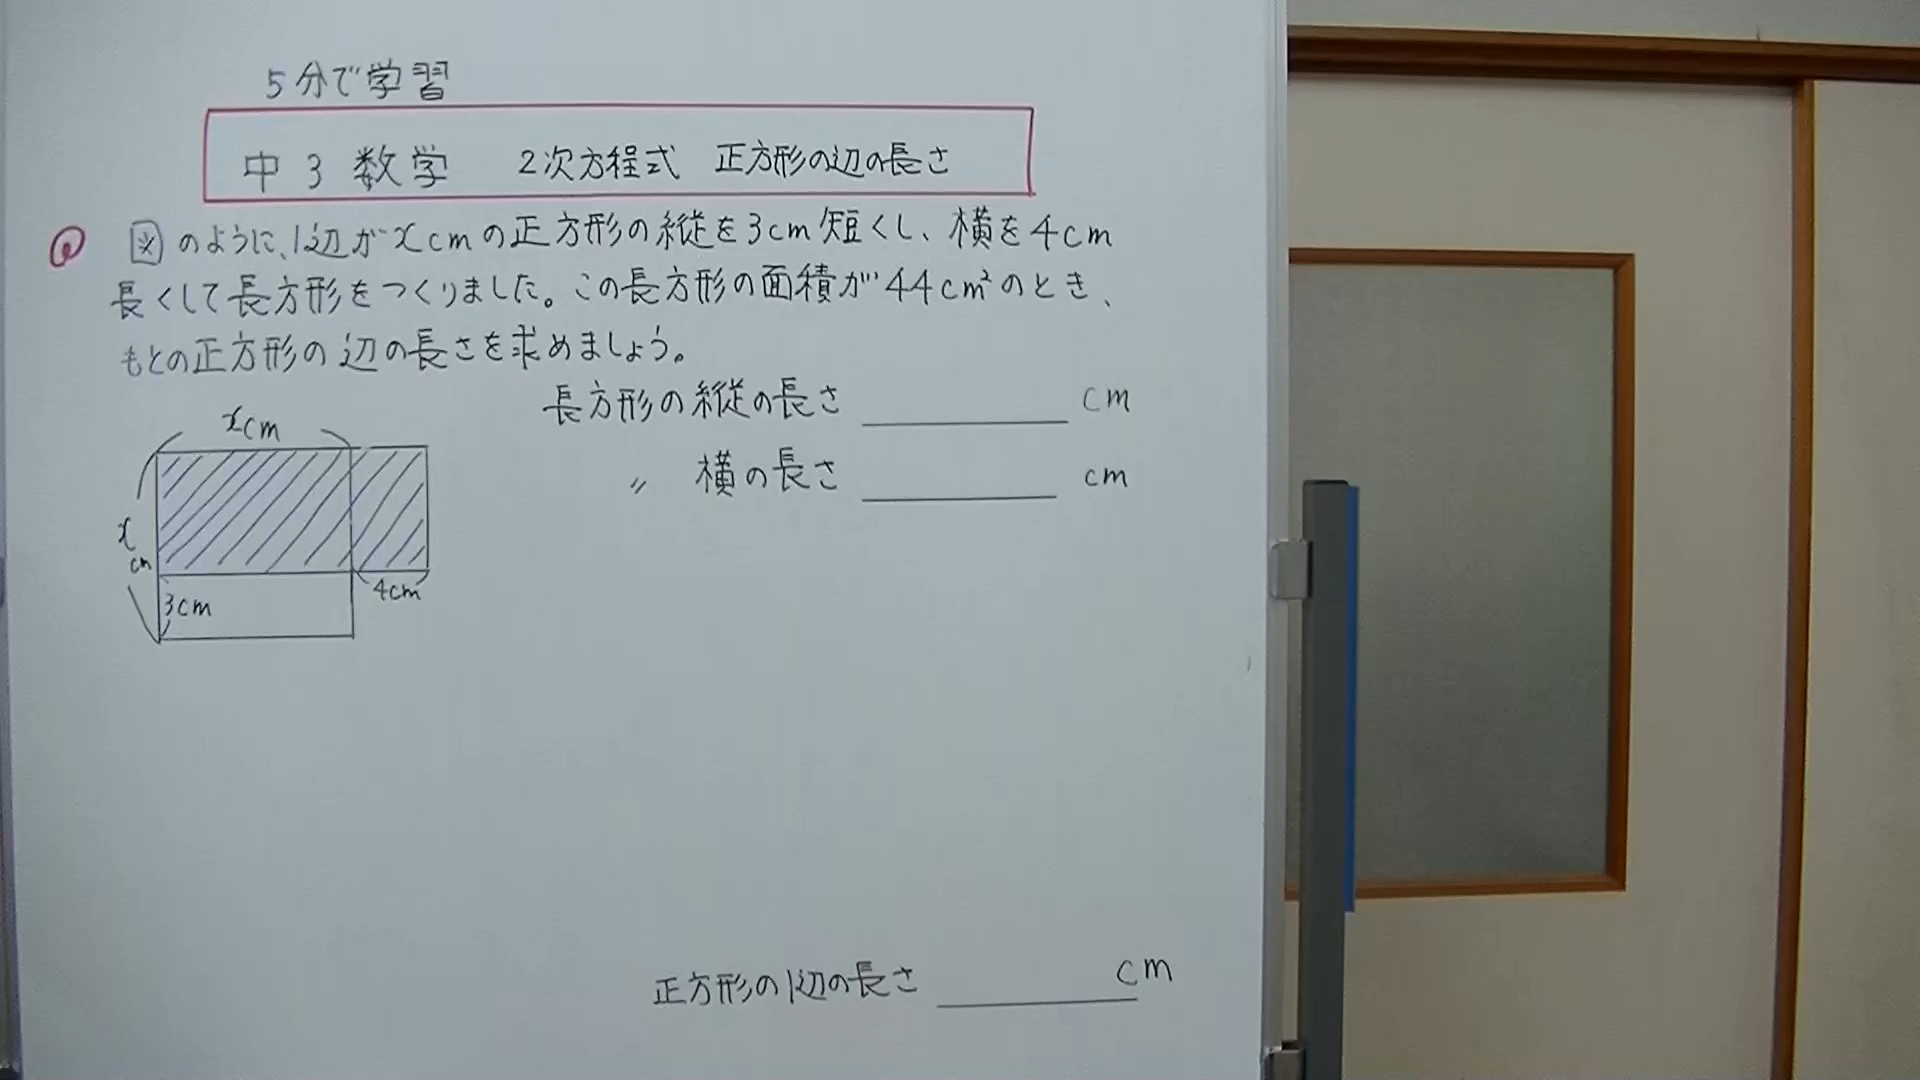 5分で学習
中3 数学 2次方程式 正方形の辺の長さ
Q 図のように、1辺がxcmの正方形の縦を3cm短くし、横を4cm
長くして長方形をつくりました。この長方形の面積が44cm²のとき、
もとの正方形の辺の長さを求めましょう。
長方形の縦の長さ cm
〃 横の長さ cm
xcm
x
cm
3cm
4cm
正方形の1辺の長さ cm